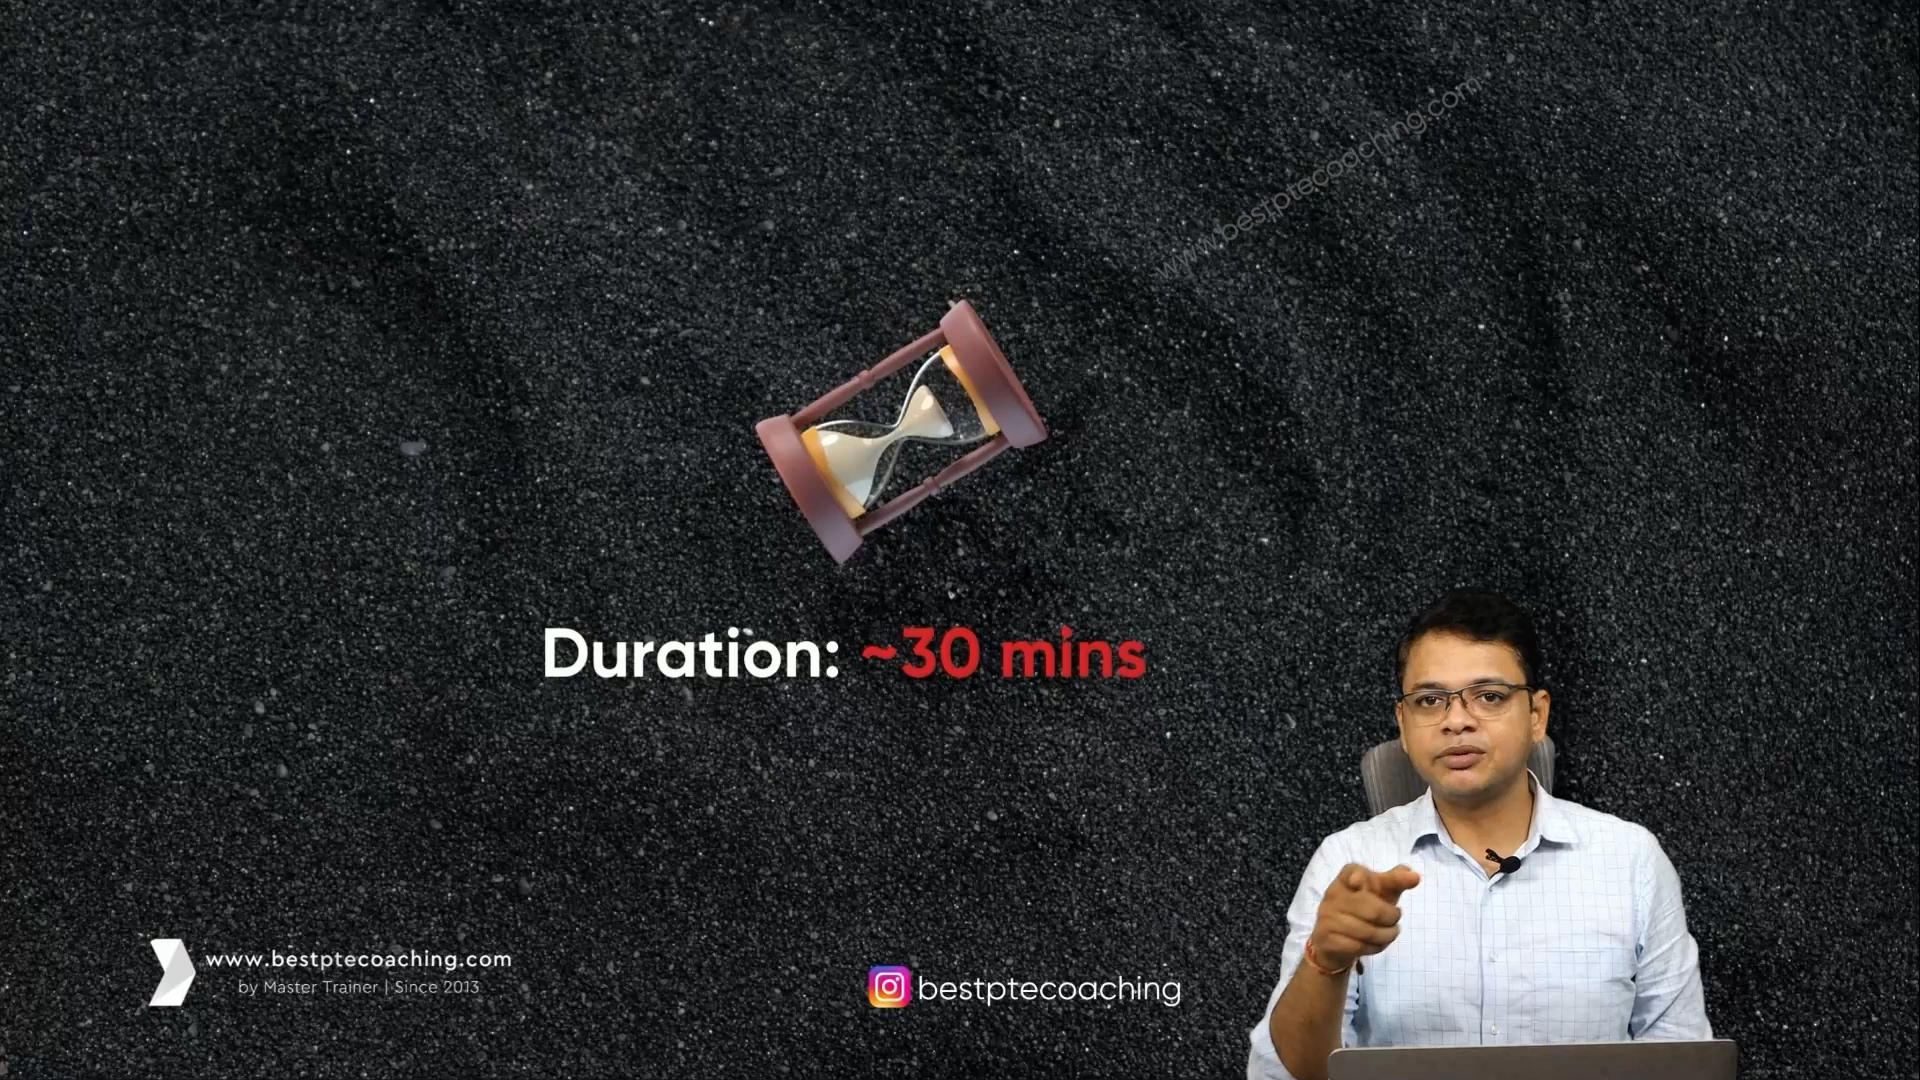 www.bestptecoaching.com
Duration: ~30 mins
www.bestptecoaching.com
by Master Trainer | Since 2013
bestptecoaching